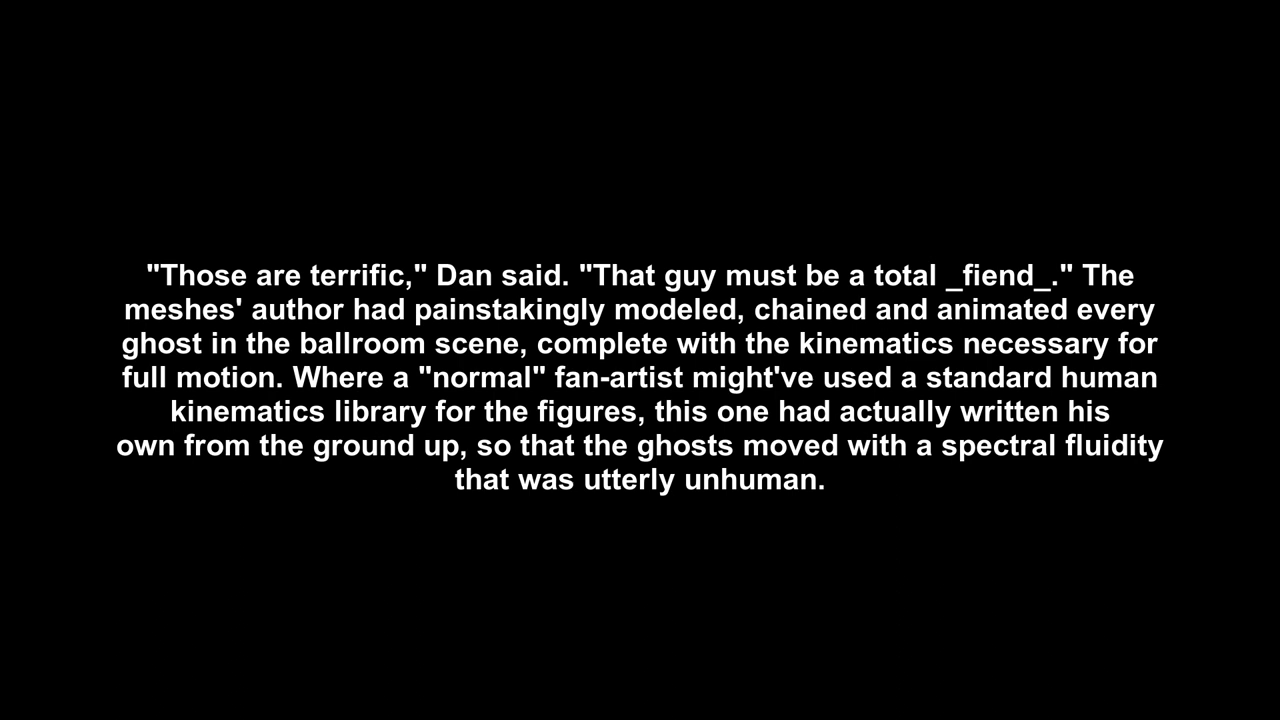 "Those are terrific," Dan said. "That guy must be a total _fiend_." The
meshes' author had painstakingly modeled, chained and animated every
ghost in the ballroom scene, complete with the kinematics necessary for
full motion. Where a "normal" fan-artist might've used a standard human
kinematics library for the figures, this one had actually written his
own from the ground up, so that the ghosts moved with a spectral fluidity
that was utterly unhuman.